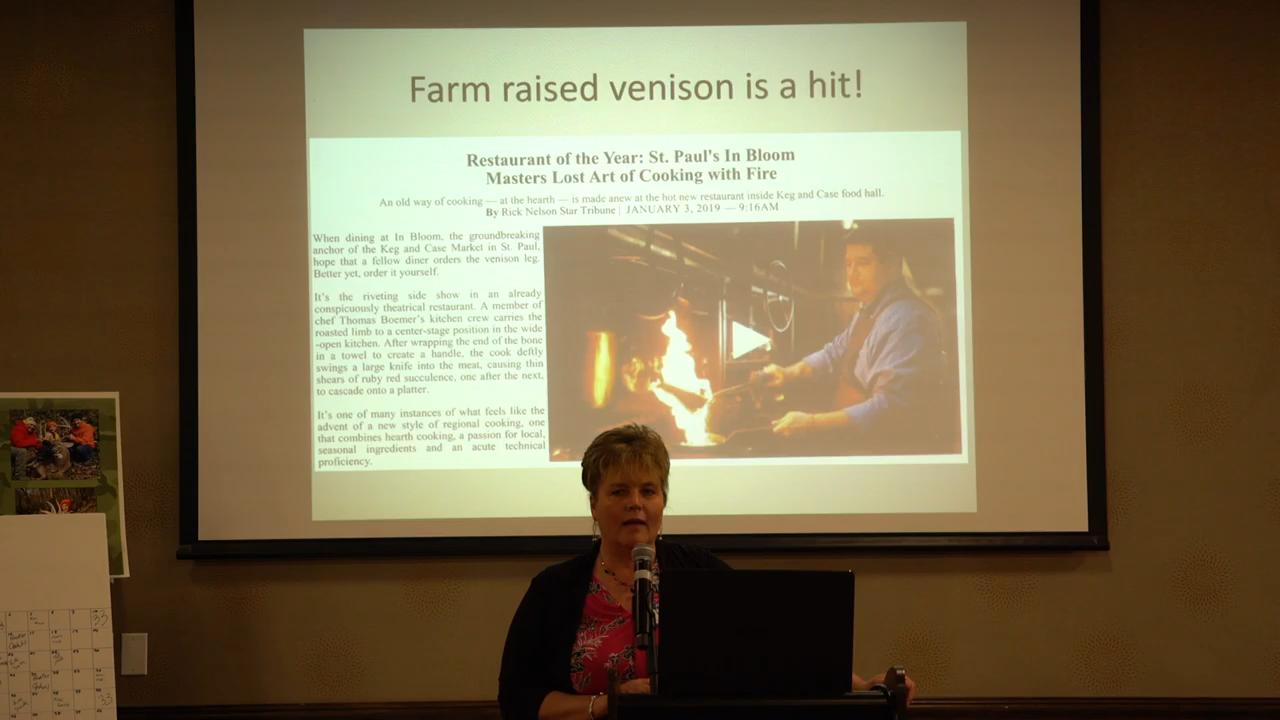 Farm raised venison is a hit!
Restaurant of the Year: St. Paul's In Bloom
Masters Lost Art of Cooking with Fire
An old way of cooking — at the hearth — is made anew at the hot new restaurant inside Keg and Case food hall.
By Rick Nelson Star Tribune | JANUARY 3, 2019 — 9:16AM
When dining at In Bloom, the groundbreaking
anchor of the Keg and Case Market in St. Paul,
hope that a fellow diner orders the venison leg.
Better yet, order it yourself.
It's the riveting side show in an already
conspicuously theatrical restaurant. A member of
chef Thomas Boemer's kitchen crew carries the
roasted limb to a center-stage position in the wide
-open kitchen. After wrapping the end of the bone
in a towel to create a handle, the cook deftly
swings a large knife into the meat, causing thin
shears of ruby red succulence, one after the next,
to cascade onto a platter.
It's one of many instances of what feels like the
advent of a new style of regional cooking, one
that combines hearth cooking, a passion for local,
seasonal ingredients and an acute technical
proficiency.
33
33